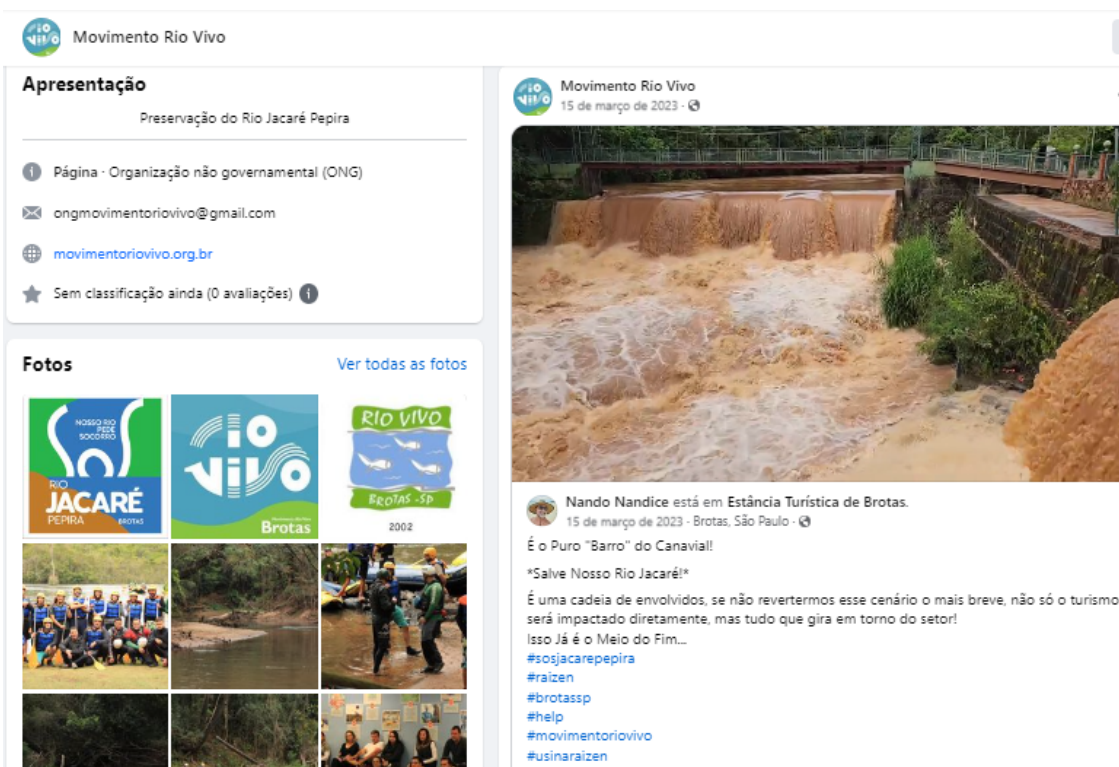 Movimento Rio Vivo
Apresentação
Preservação do Rio Jacaré Pepira
Página · Organização não governamental (ONG)
ongmovimentoriovivo@gmail.com
movimentoriovivo.org.br
Sem classificação ainda (0 avaliações)
Fotos
Ver todas as fotos
NOSSO RIO
PEDE
SOCORRO
RIO
JACARÉ
PEPIRA
BROTAS
RIO
VIVO
Brotas
RIO VIVO
BROTAS - SP
2002
Movimento Rio Vivo
15 de março de 2023 ·
Nando Nandice está em Estância Turística de Brotas.
15 de março de 2023 · Brotas, São Paulo ·
É o Puro "Barro" do Canavial!
*Salve Nosso Rio Jacaré!*
É uma cadeia de envolvidos, se não revertermos esse cenário o mais breve, não só o turismo
será impactado diretamente, mas tudo que gira em torno do setor!
Isso Já é o Meio do Fim...
#sosjacarepepira
#raizen
#brotassp
#help
#movimentoriovivo
#usinaraizen